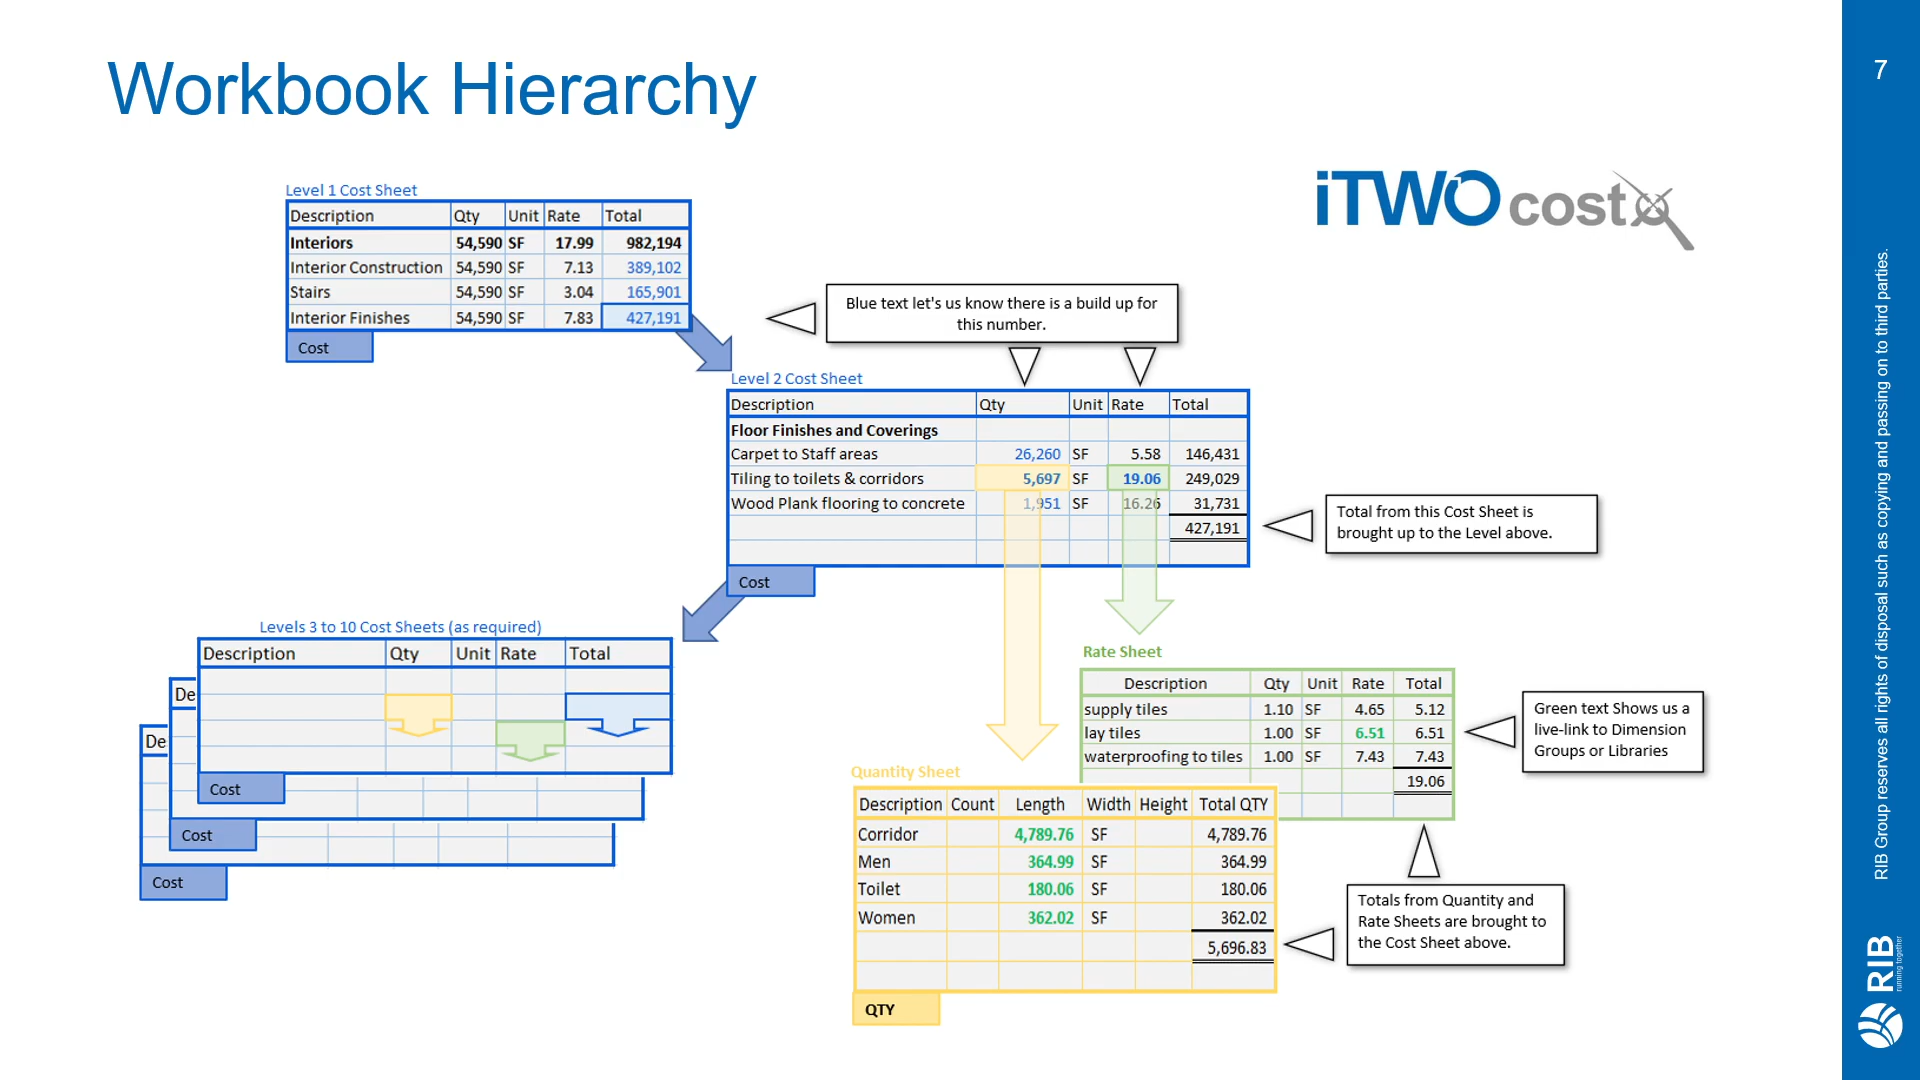 Workbook Hierarchy
7
iTWO costX
Level 1 Cost Sheet
Description Qty Unit Rate Total
Interiors 54,590 SF 17.99 982,194
Interior Construction 54,590 SF 7.13 389,102
Stairs 54,590 SF 3.04 165,901
Interior Finishes 54,590 SF 7.83 427,191
Cost
Blue text let's us know there is a build up for
this number.
Level 2 Cost Sheet
Description Qty Unit Rate Total
Floor Finishes and Coverings
Carpet to Staff areas 26,260 SF 5.58 146,431
Tiling to toilets & corridors 5,697 SF 19.06 249,029
Wood Plank flooring to concrete 1,951 SF 16.26 31,731
427,191
Cost
Total from this Cost Sheet is
brought up to the Level above.
Levels 3 to 10 Cost Sheets (as required)
Description Qty Unit Rate Total
De
De
Cost
Cost
Cost
Rate Sheet
Description Qty Unit Rate Total
supply tiles 1.10 SF 4.65 5.12
lay tiles 1.00 SF 6.51 6.51
waterproofing to tiles 1.00 SF 7.43 7.43
19.06
Green text Shows us a
live-link to Dimension
Groups or Libraries
Quantity Sheet
Description Count Length Width Height Total QTY
Corridor 4,789.76 SF 4,789.76
Men 364.99 SF 364.99
Toilet 180.06 SF 180.06
Women 362.02 SF 362.02
5,696.83
QTY
Totals from Quantity and
Rate Sheets are brought to
the Cost Sheet above.
RIB Group reserves all rights of disposal such as copying and passing on to third parties.
RIB
running together